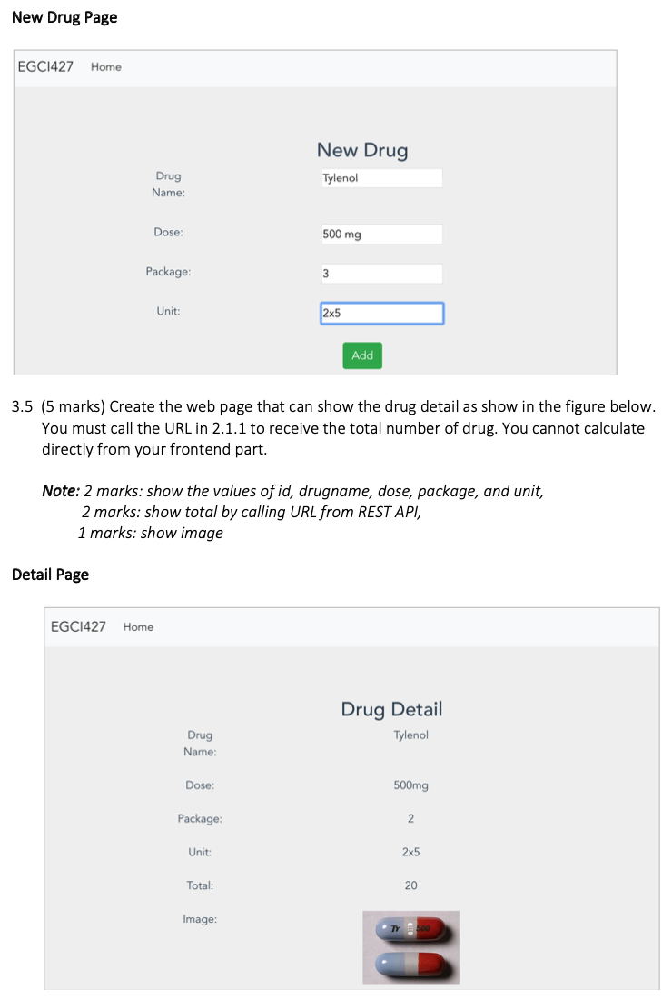 New Drug Page
EGCI427 Home
New Drug
Drug Tylenol
Name:
Dose: 500 mg
Package: 3
Unit: 2x5
Add
3.5 (5 marks) Create the web page that can show the drug detail as show in the figure below.
You must call the URL in 2.1.1 to receive the total number of drug. You cannot calculate
directly from your frontend part.
Note: 2 marks: show the values of id, drugname, dose, package, and unit,
2 marks: show total by calling URL from REST API,
1 marks: show image
Detail Page
EGCI427 Home
Drug Detail
Drug Tylenol
Name:
Dose: 500mg
Package: 2
Unit: 2x5
Total: 20
Image:
TY 500